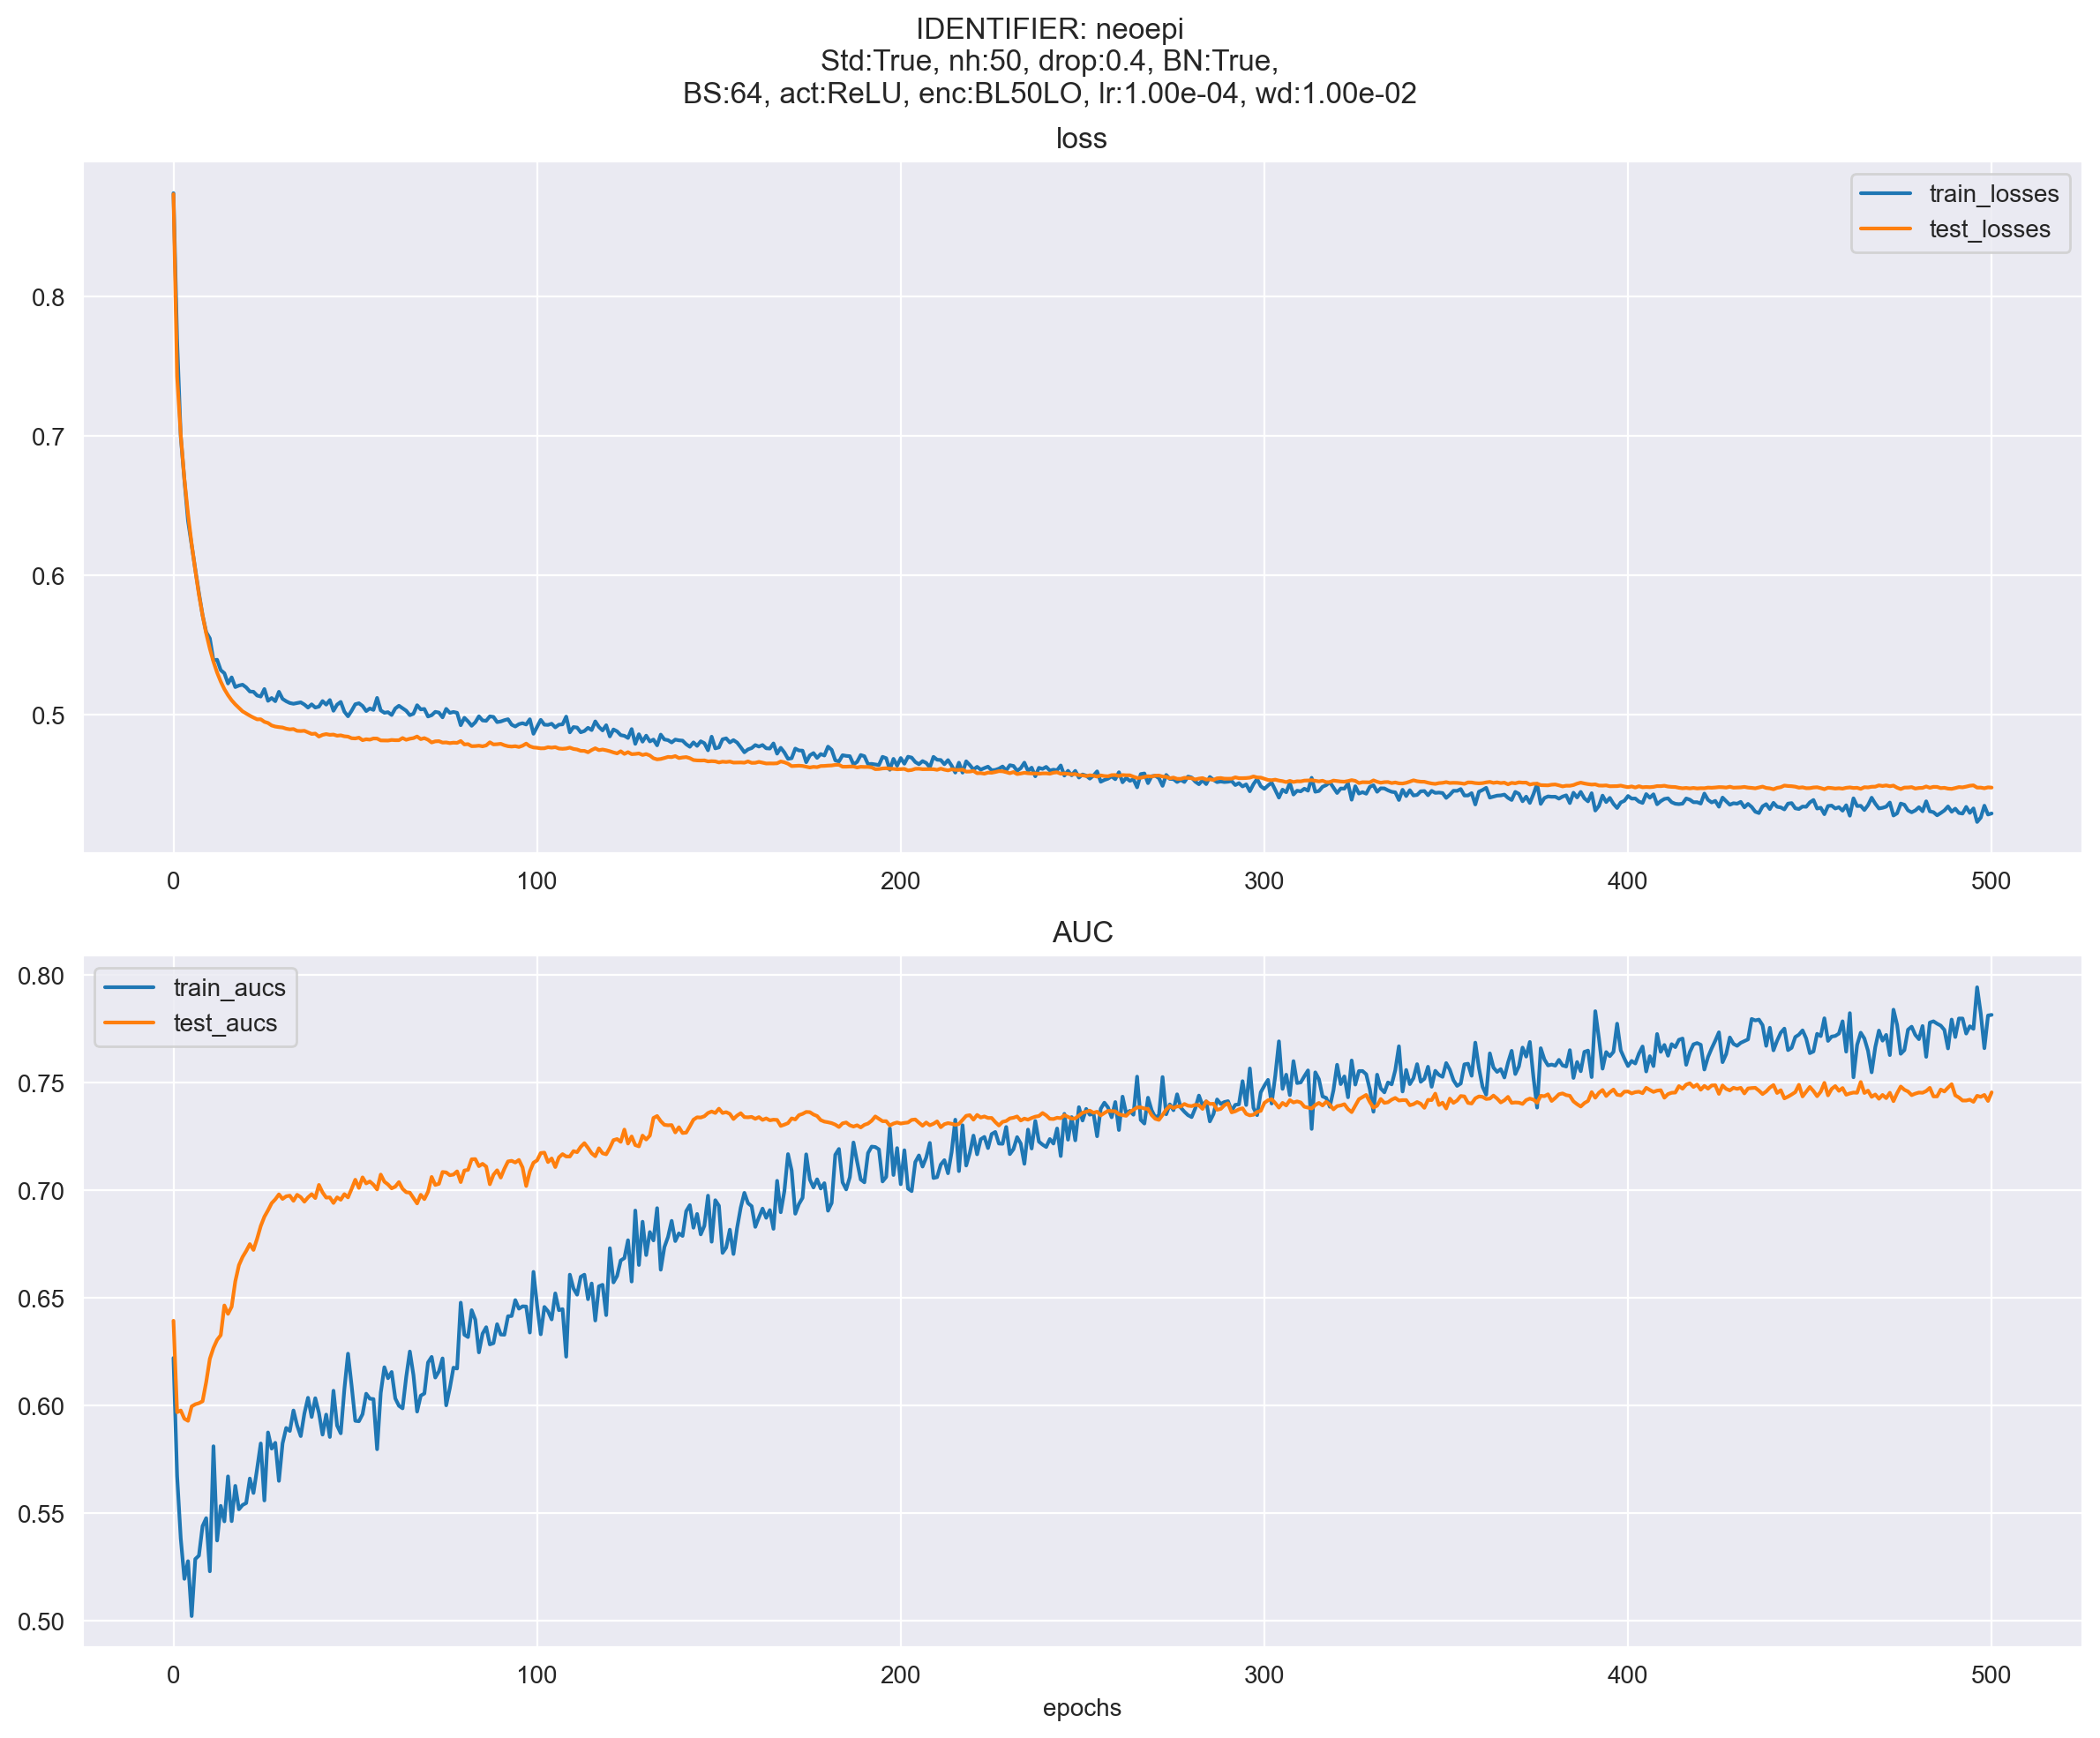 IDENTIFIER: neoepi
Std:True, nh:50, drop:0.4, BN:True,
BS:64, act:ReLU, enc:BL50LO, lr:1.00e-04, wd:1.00e-02
loss
train_losses
test_losses
0.8
0.7
0.6
0.5
0 100 200 300 400 500
AUC
train_aucs
test_aucs
0.80
0.75
0.70
0.65
0.60
0.55
0.50
0 100 200 300 400 500
epochs